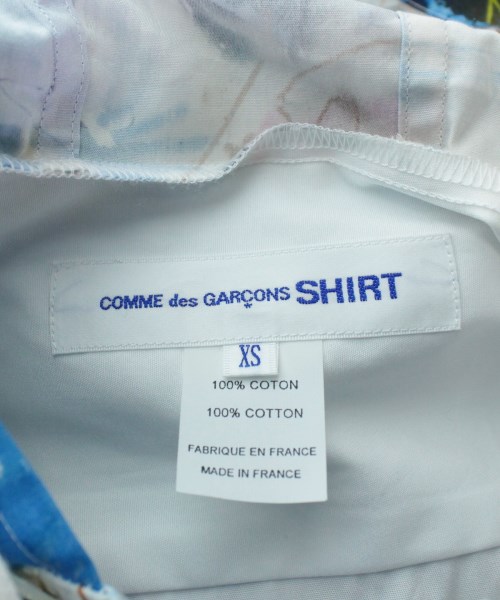 COMME des GARÇONS SHIRT
XS
100% COTON
100% COTTON
FABRIQUE EN FRANCE
MADE IN FRANCE